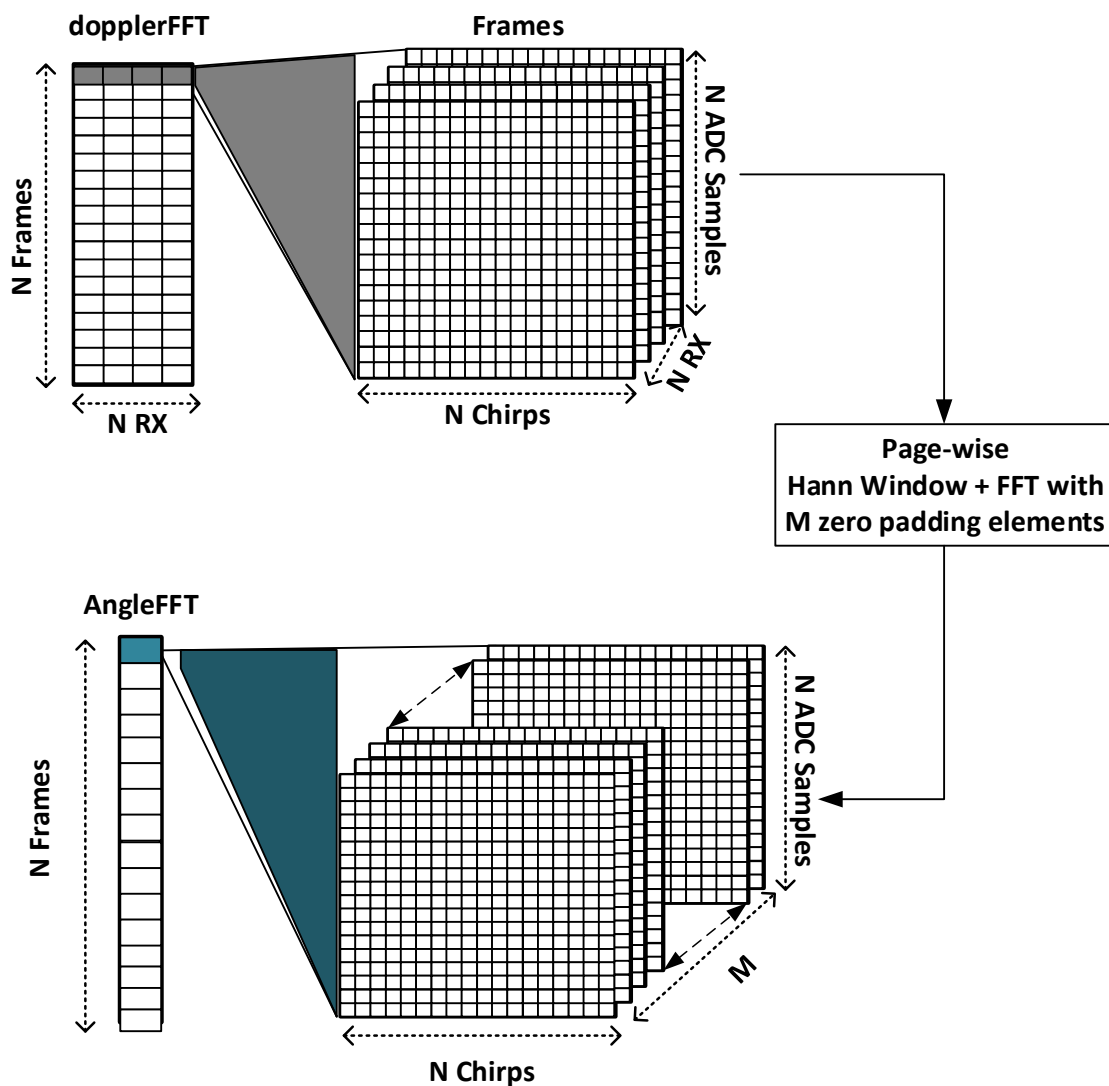 dopplerFFT
Frames
N Frames
N ADC Samples
N RX
N RX
N Chirps
Page-wise
Hann Window + FFT with
M zero padding elements
AngleFFT
N Frames
N ADC Samples
M
N Chirps